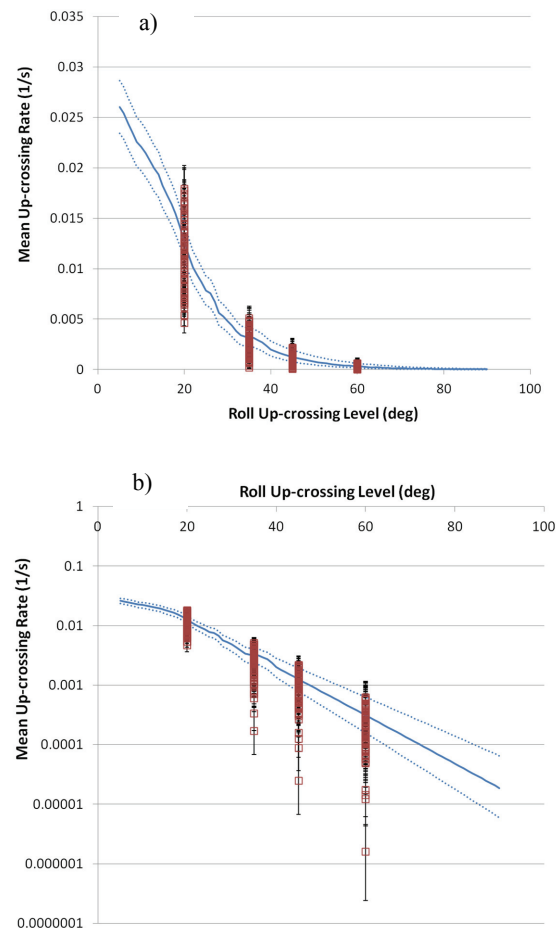 a)
0.035
0.03
0.025
0.02
0.015
0.01
0.005
0
Mean Up-crossing Rate (1/s)
0 20 40 60 80 100
Roll Up-crossing Level (deg)
b)
Roll Up-crossing Level (deg)
0 20 40 60 80 100
1
0.1
0.01
0.001
0.0001
0.00001
0.000001
0.0000001
Mean Up-crossing Rate (1/s)